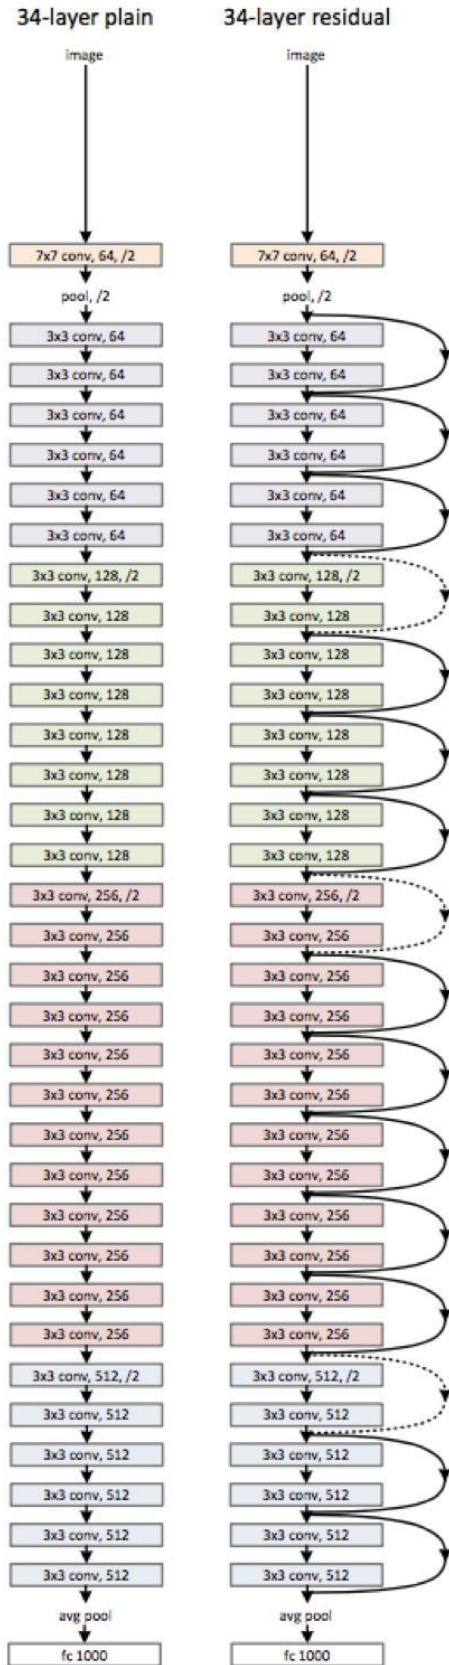 34-layer plain
image
7x7 conv, 64, /2
pool, /2
3x3 conv, 64
3x3 conv, 64
3x3 conv, 64
3x3 conv, 64
3x3 conv, 64
3x3 conv, 64
3x3 conv, 128, /2
3x3 conv, 128
3x3 conv, 128
3x3 conv, 128
3x3 conv, 128
3x3 conv, 128
3x3 conv, 128
3x3 conv, 128
3x3 conv, 256, /2
3x3 conv, 256
3x3 conv, 256
3x3 conv, 256
3x3 conv, 256
3x3 conv, 256
3x3 conv, 256
3x3 conv, 256
3x3 conv, 256
3x3 conv, 256
3x3 conv, 256
3x3 conv, 256
3x3 conv, 512, /2
3x3 conv, 512
3x3 conv, 512
3x3 conv, 512
3x3 conv, 512
3x3 conv, 512
avg pool
fc 1000
34-layer residual
image
7x7 conv, 64, /2
pool, /2
3x3 conv, 64
3x3 conv, 64
3x3 conv, 64
3x3 conv, 64
3x3 conv, 64
3x3 conv, 64
3x3 conv, 128, /2
3x3 conv, 128
3x3 conv, 128
3x3 conv, 128
3x3 conv, 128
3x3 conv, 128
3x3 conv, 128
3x3 conv, 128
3x3 conv, 256, /2
3x3 conv, 256
3x3 conv, 256
3x3 conv, 256
3x3 conv, 256
3x3 conv, 256
3x3 conv, 256
3x3 conv, 256
3x3 conv, 256
3x3 conv, 256
3x3 conv, 256
3x3 conv, 256
3x3 conv, 512, /2
3x3 conv, 512
3x3 conv, 512
3x3 conv, 512
3x3 conv, 512
3x3 conv, 512
avg pool
fc 1000